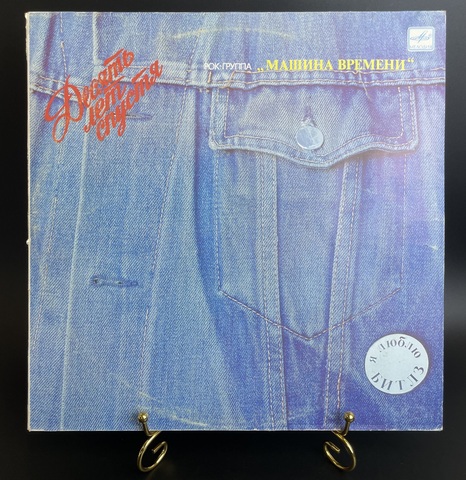 Десять
лет
спустя
РОК-ГРУППА „МАШИНА ВРЕМЕНИ“
Я ЛЮБЛЮ
БИТЛЗ